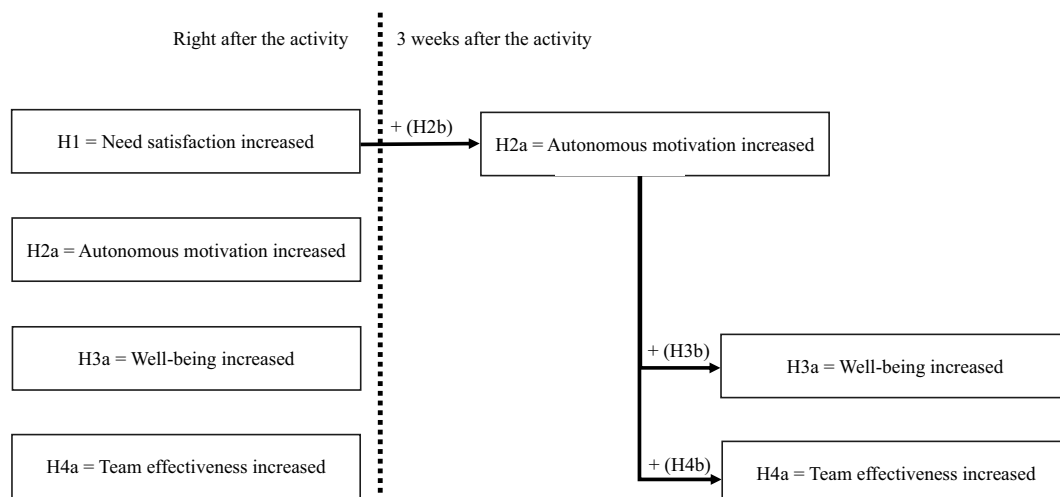 Right after the activity
3 weeks after the activity
H1 = Need satisfaction increased
+ (H2b)
H2a = Autonomous motivation increased
H2a = Autonomous motivation increased
H3a = Well-being increased
+ (H3b)
H3a = Well-being increased
H4a = Team effectiveness increased
+ (H4b)
H4a = Team effectiveness increased